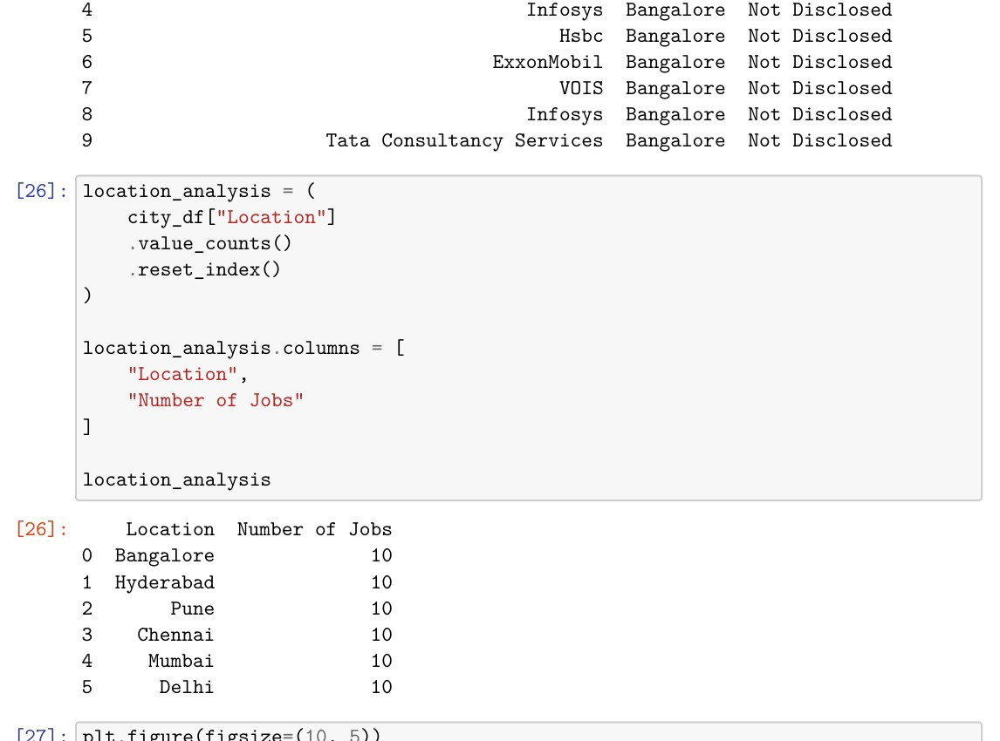 4 Infosys Bangalore Not Disclosed
5 Hsbc Bangalore Not Disclosed
6 ExxonMobil Bangalore Not Disclosed
7 VOIS Bangalore Not Disclosed
8 Infosys Bangalore Not Disclosed
9 Tata Consultancy Services Bangalore Not Disclosed
[26]: location_analysis = (
    city_df["Location"]
    .value_counts()
    .reset_index()
)
location_analysis.columns = [
    "Location",
    "Number of Jobs"
]
location_analysis
[26]: Location Number of Jobs
0 Bangalore 10
1 Hyderabad 10
2 Pune 10
3 Chennai 10
4 Mumbai 10
5 Delhi 10
[27]: plt.figure(figsize=(10, 5))